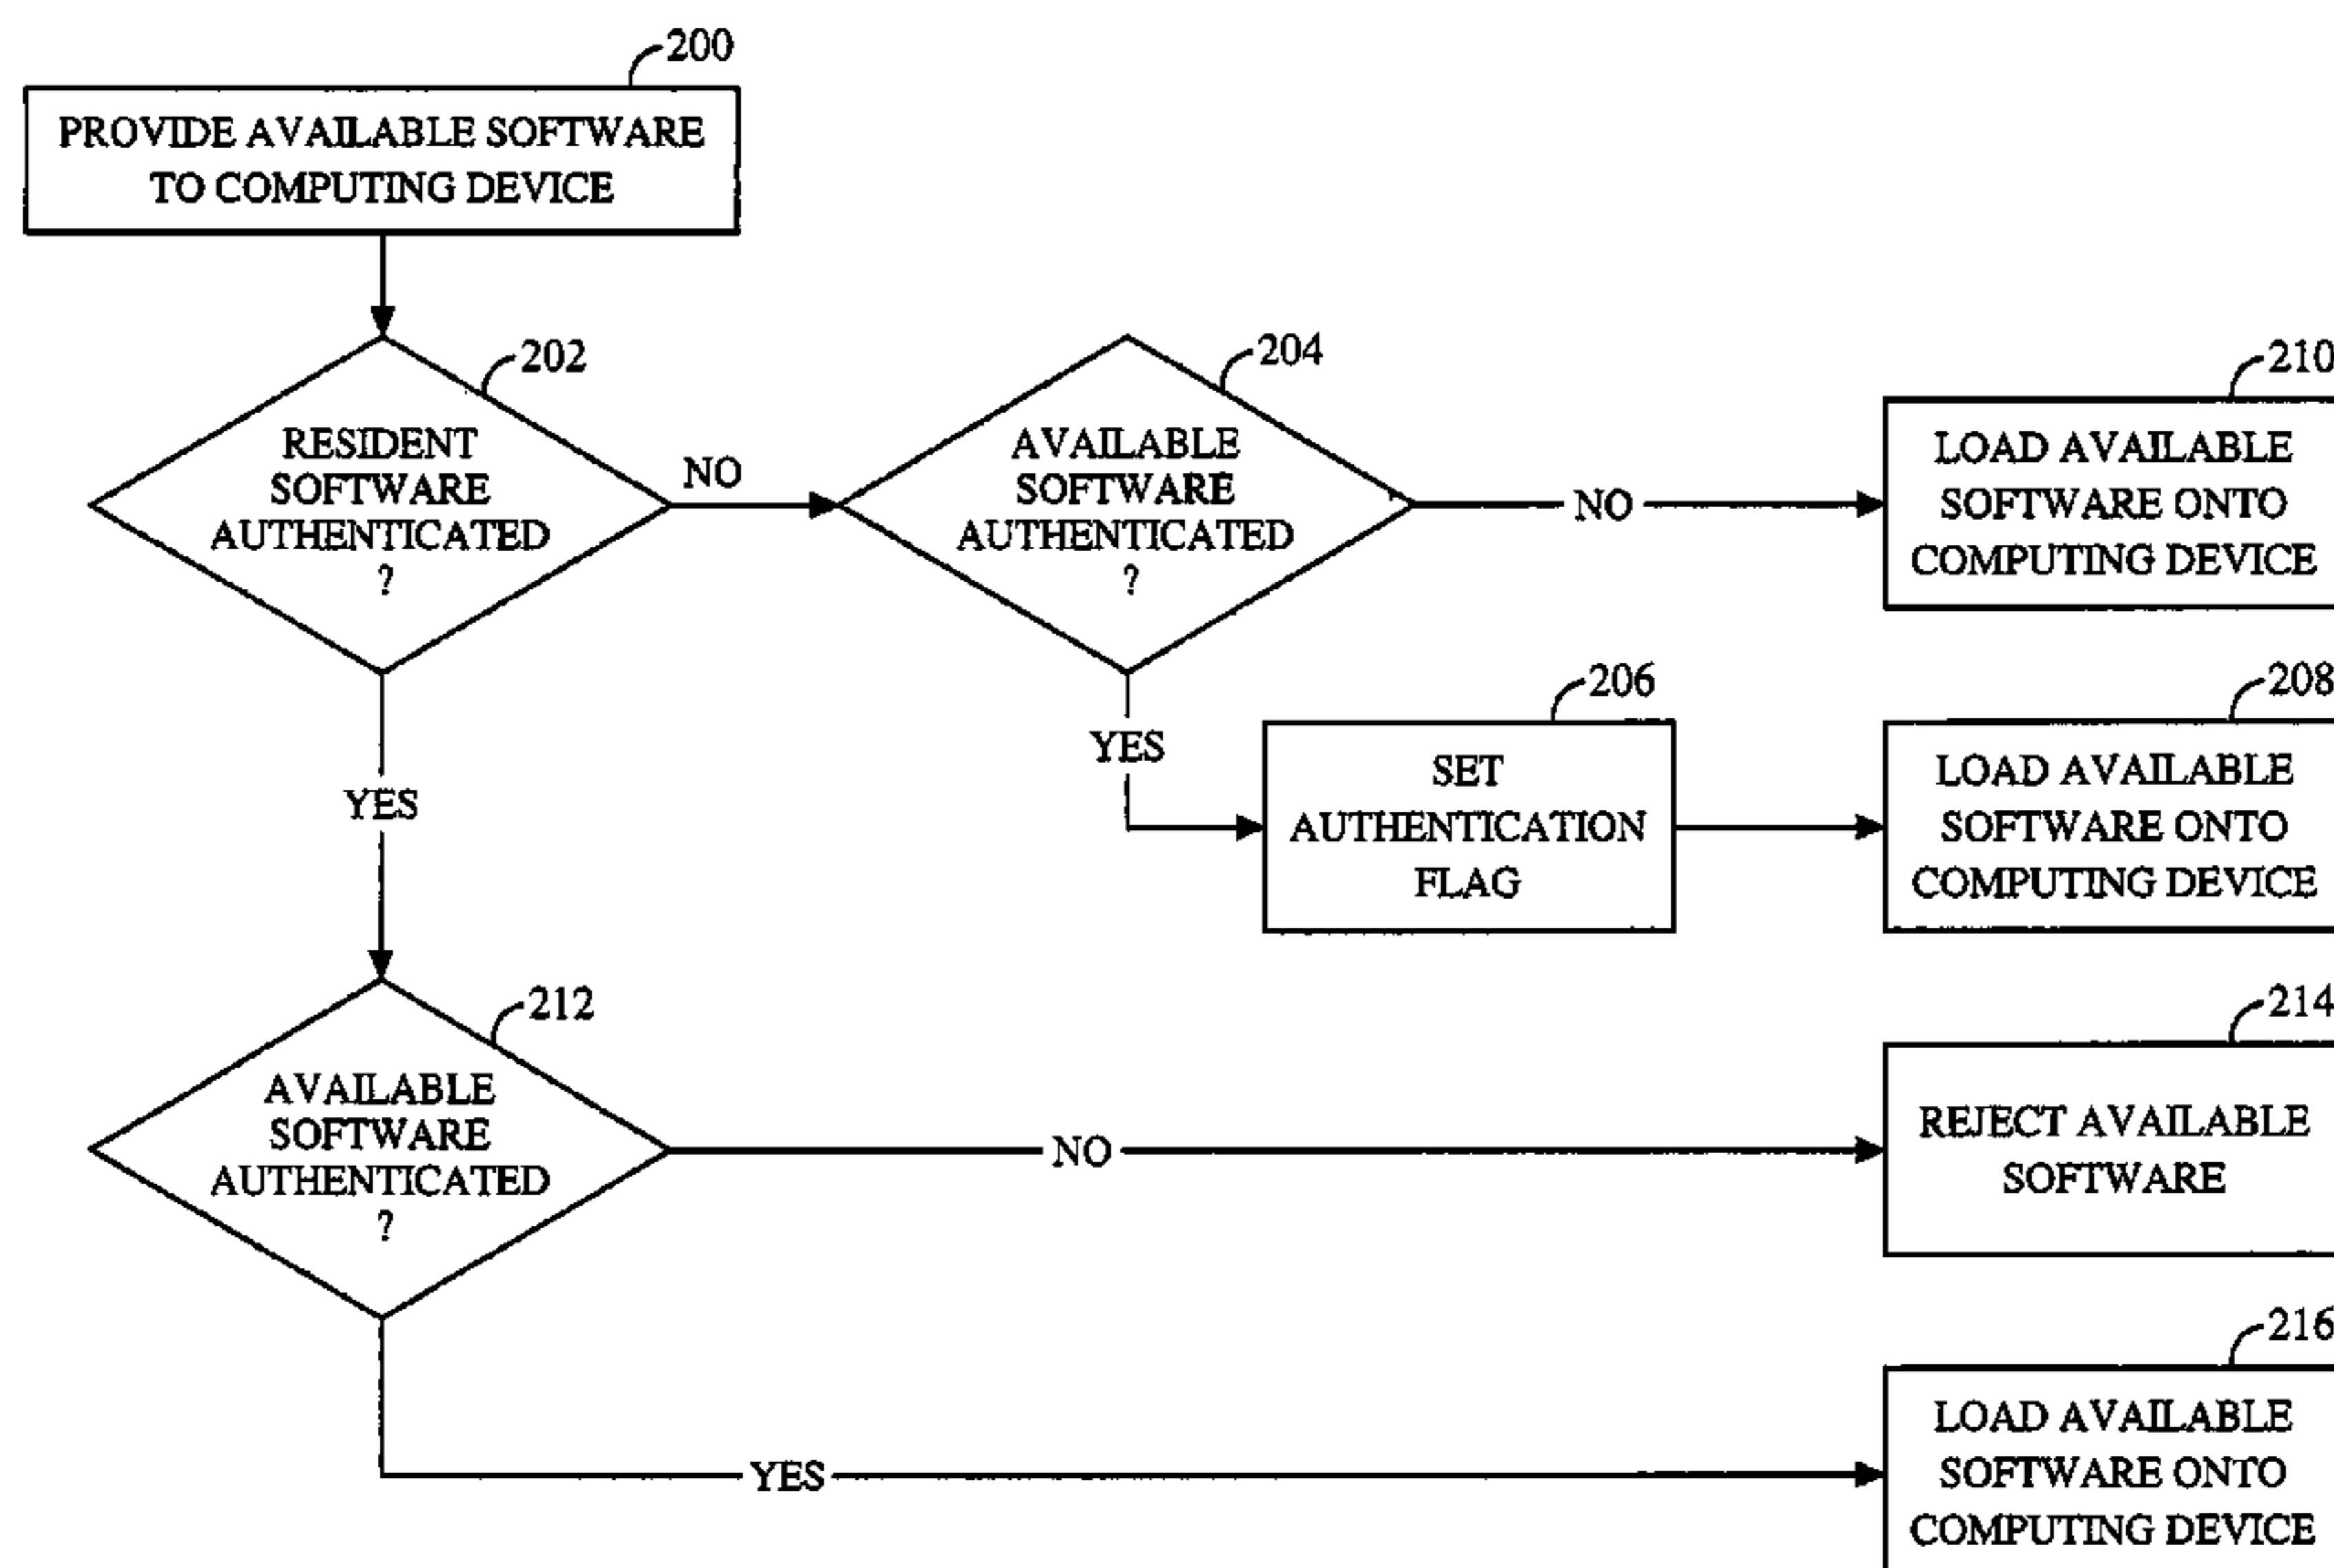 200
PROVIDE AVAILABLE SOFTWARE
TO COMPUTING DEVICE
202
RESIDENT
SOFTWARE
AUTHENTICATED
?
NO
204
AVAILABLE
SOFTWARE
AUTHENTICATED
?
NO
210
LOAD AVAILABLE
SOFTWARE ONTO
COMPUTING DEVICE
YES
206
SET
AUTHENTICATION
FLAG
208
LOAD AVAILABLE
SOFTWARE ONTO
COMPUTING DEVICE
YES
212
AVAILABLE
SOFTWARE
AUTHENTICATED
?
NO
214
REJECT AVAILABLE
SOFTWARE
YES
216
LOAD AVAILABLE
SOFTWARE ONTO
COMPUTING DEVICE